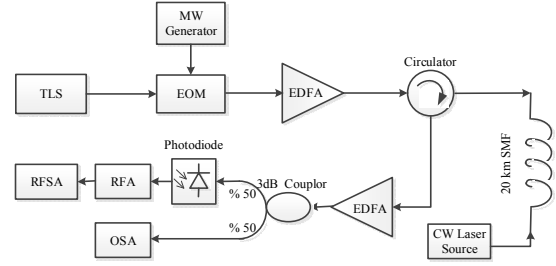 MW
Generator
Circulator
TLS
EOM
EDFA
20 km SMF
Photodiode
3dB Couplor
RFSA
RFA
% 50
EDFA
% 50
OSA
CW Laser
Source